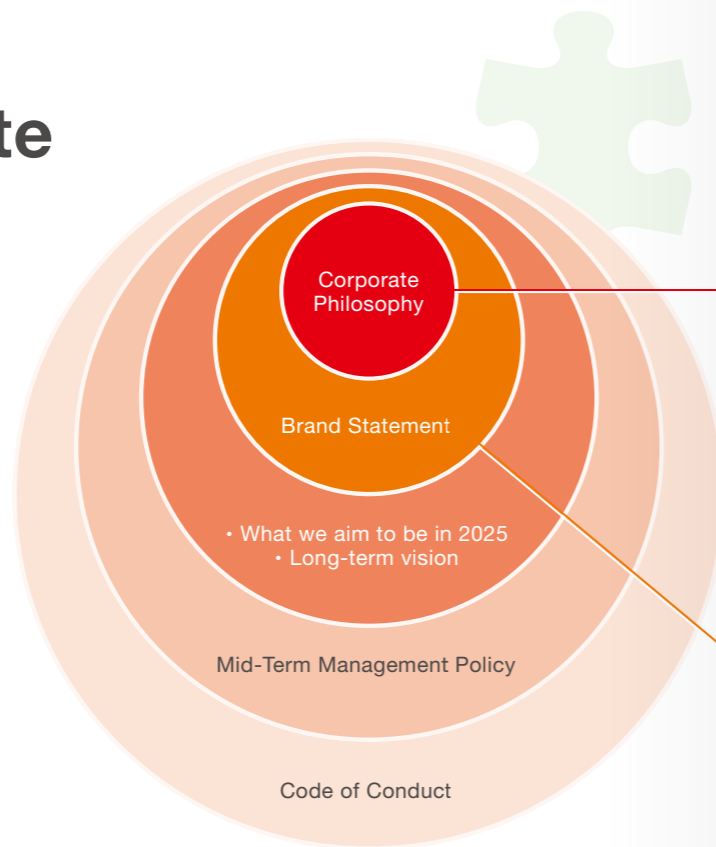 te
Corporate
Philosophy
Brand Statement
• What we aim to be in 2025
• Long-term vision
Mid-Term Management Policy
Code of Conduct